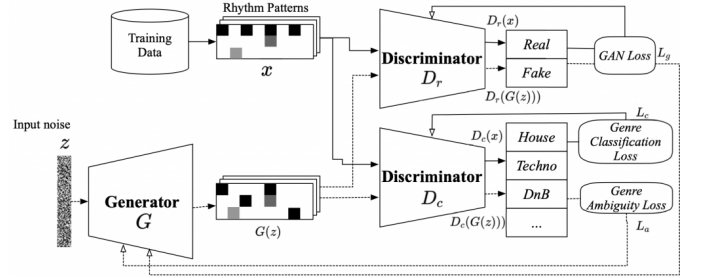 Rhythm Patterns
Training
Data
x
Discriminator
D_r
D_r(x)
D_r(G(z)))
Real
Fake
GAN Loss
L_g
Input noise
z
Generator
G
G(z)
Discriminator
D_c
D_c(x)
D_c(G(z)))
House
Techno
DnB
...
L_c
Genre
Classification
Loss
Genre
Ambiguity Loss
L_a